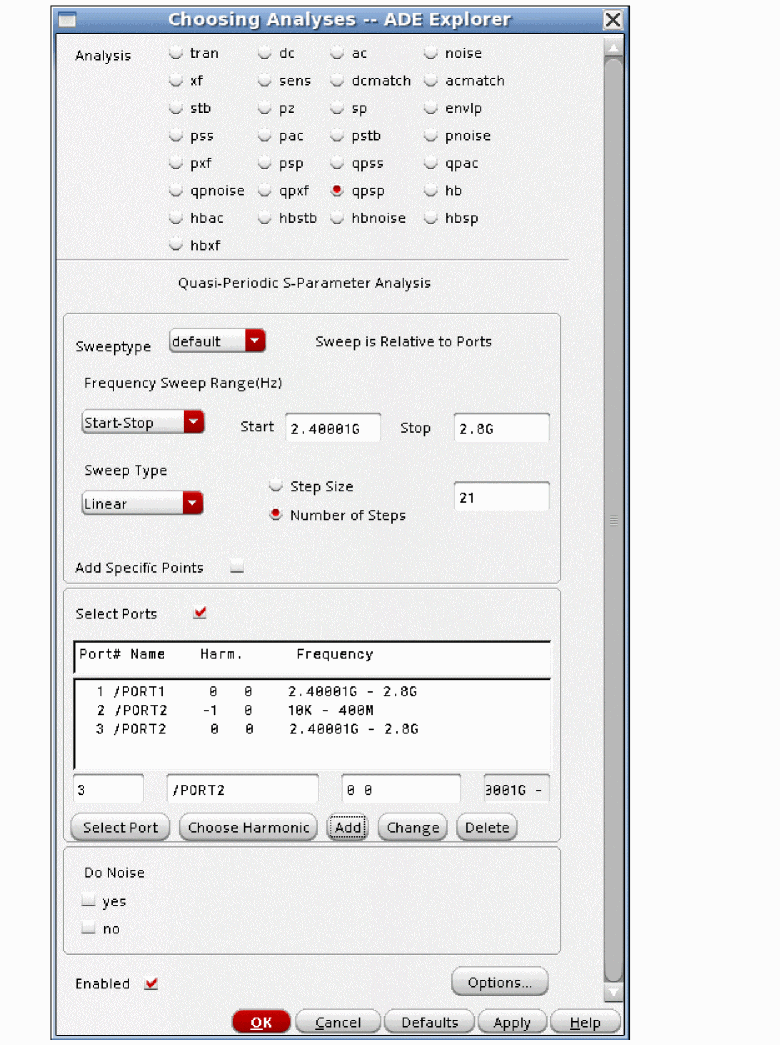 Choosing Analyses -- ADE Explorer
Analysis tran dc ac noise
xf sens dcmatch acmatch
stb pz sp envlp
pss pac pstb pnoise
pxf psp qpss qpac
qpnoise qpxf qpsp hb
hbac hbstb hbnoise hbsp
hbxf
Quasi-Periodic S-Parameter Analysis
Sweeptype default Sweep is Relative to Ports
Frequency Sweep Range(Hz)
Start-Stop Start 2.40001G Stop 2.8G
Sweep Type
Linear
Step Size
Number of Steps
21
Add Specific Points
Select Ports
Port# Name Harm. Frequency
1 /PORT1 0 0 2.40001G - 2.8G
2 /PORT2 -1 0 10K - 400M
3 /PORT2 0 0 2.40001G - 2.8G
3 /PORT2 0 0 0001G -
Select Port Choose Harmonic Add Change Delete
Do Noise
yes
no
Enabled Options...
OK Cancel Defaults Apply Help